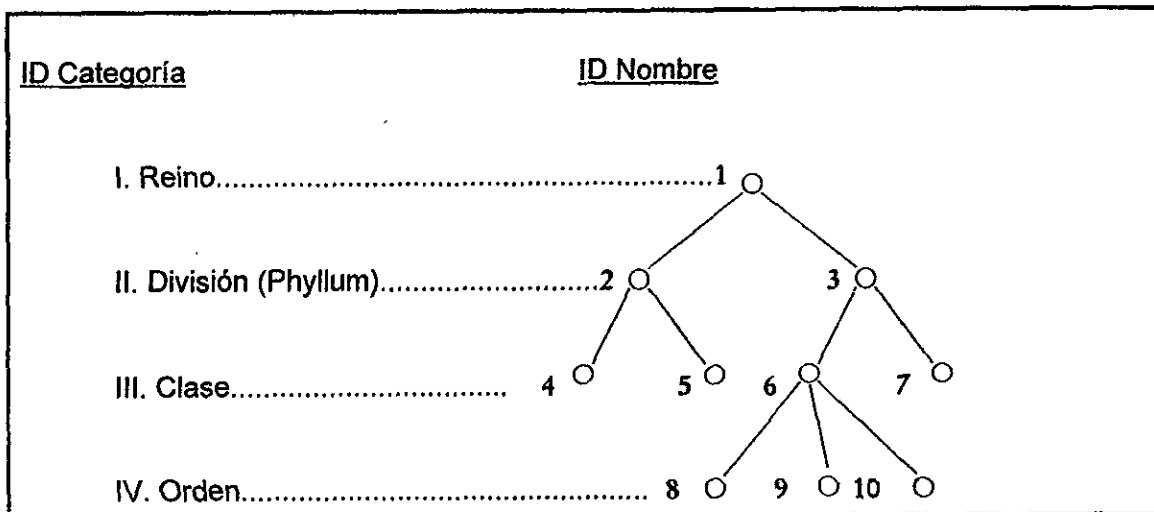 ID Categoría ID Nombre
I. Reino.............................................................1
II. División (Phyllum)...........................2 3
III. Clase.................................. 4 5 6 7
IV. Orden.................................................. 8 9 10